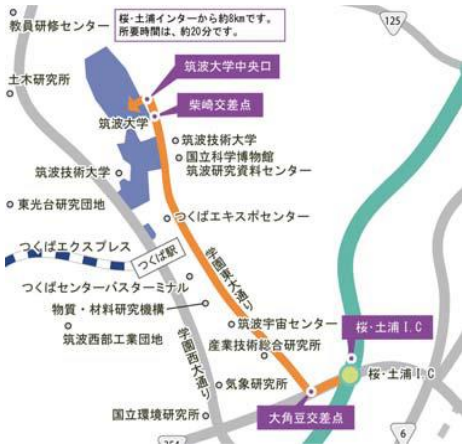 教員研修センター
桜・土浦インターから約8kmです。
所要時間は、約20分です。
125
筑波大学中央口
土木研究所
柴崎交差点
筑波大学
筑波技術大学
国立科学博物館
筑波研究資料センター
筑波技術大学
東光台研究団地
つくばエキスポセンター
つくばエクスプレス
つくば駅
学園東大通り
つくばセンターバスターミナル
物質・材料研究機構
筑波宇宙センター
桜・土浦I.C
筑波西部工業団地
産業技術総合研究所
学園西大通り
気象研究所
桜・土浦I.C
大角豆交差点
国立環境研究所
6
354